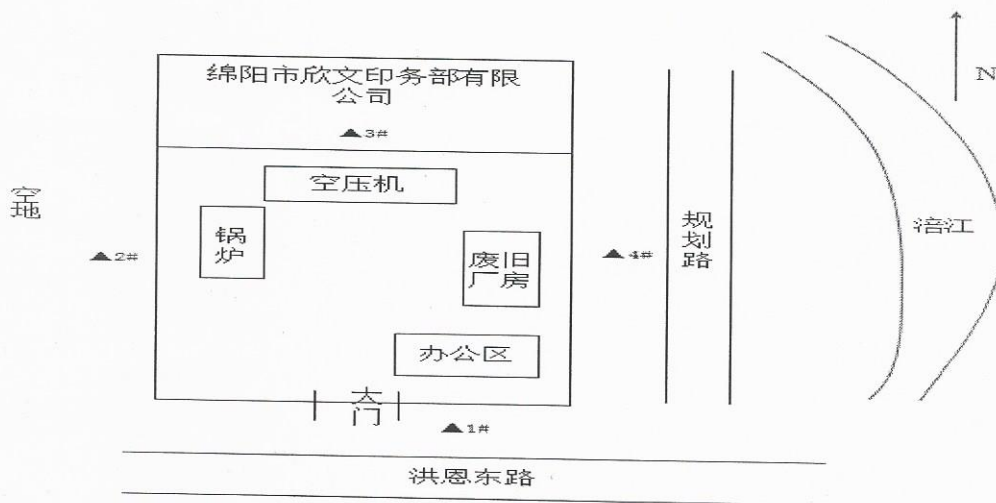 绵阳市欣文印务部有限
公司
▲3#
N
空压机
空地
锅炉
规划路
涪江
▲2#
废旧
厂房
▲4#
办公区
大门
▲1#
洪恩东路